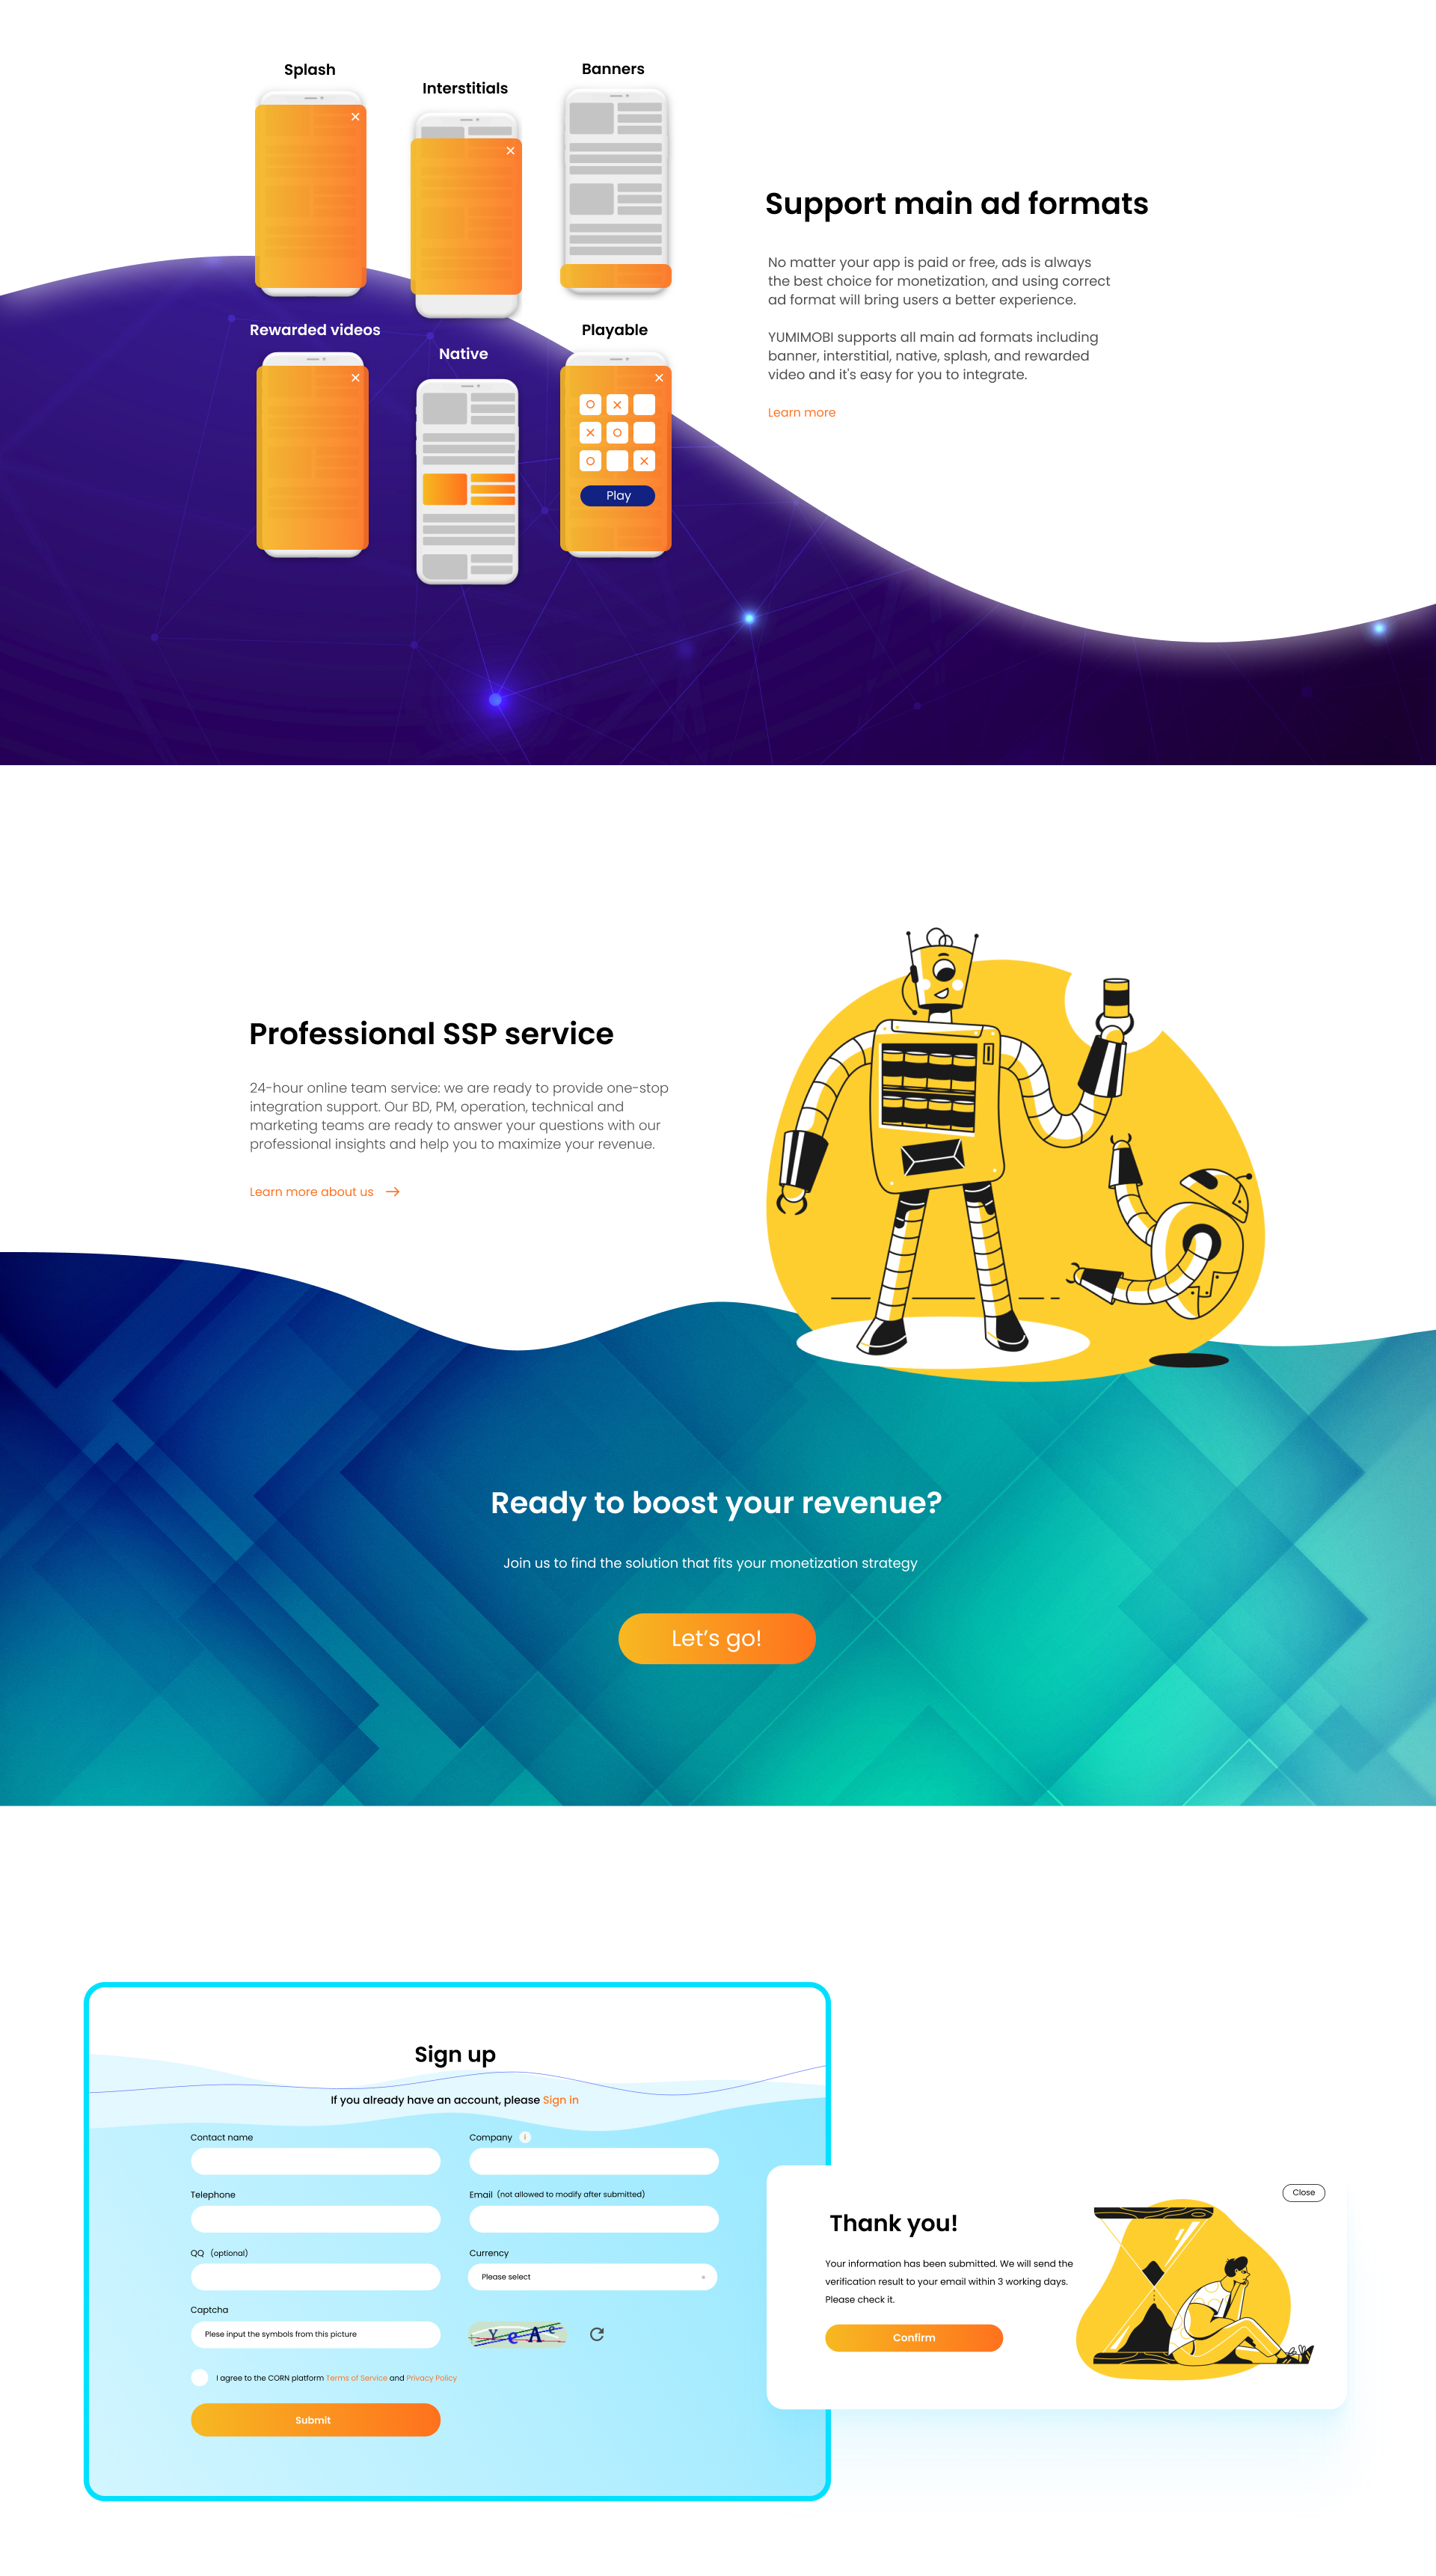 Splash
Interstitials
Banners
Rewarded videos
Native
Playable
Play
Support main ad formats
No matter your app is paid or free, ads is always
the best choice for monetization, and using correct
ad format will bring users a better experience.
YUMIMOBI supports all main ad formats including
banner, interstitial, native, splash, and rewarded
video and it's easy for you to integrate.
Learn more
Professional SSP service
24-hour online team service: we are ready to provide one-stop
integration support. Our BD, PM, operation, technical and
marketing teams are ready to answer your questions with our
professional insights and help you to maximize your revenue.
Learn more about us
Ready to boost your revenue?
Join us to find the solution that fits your monetization strategy
Let's go!
Sign up
If you already have an account, please Sign in
Contact name
Company i
Telephone
Email (not allowed to modify after submitted)
QQ (optional)
Currency
Please select
Captcha
Plese input the symbols from this picture
Y e A e
I agree to the CORN platform Terms of Service and Privacy Policy
Submit
Close
Thank you!
Your information has been submitted. We will send the
verification result to your email within 3 working days.
Please check it.
Confirm